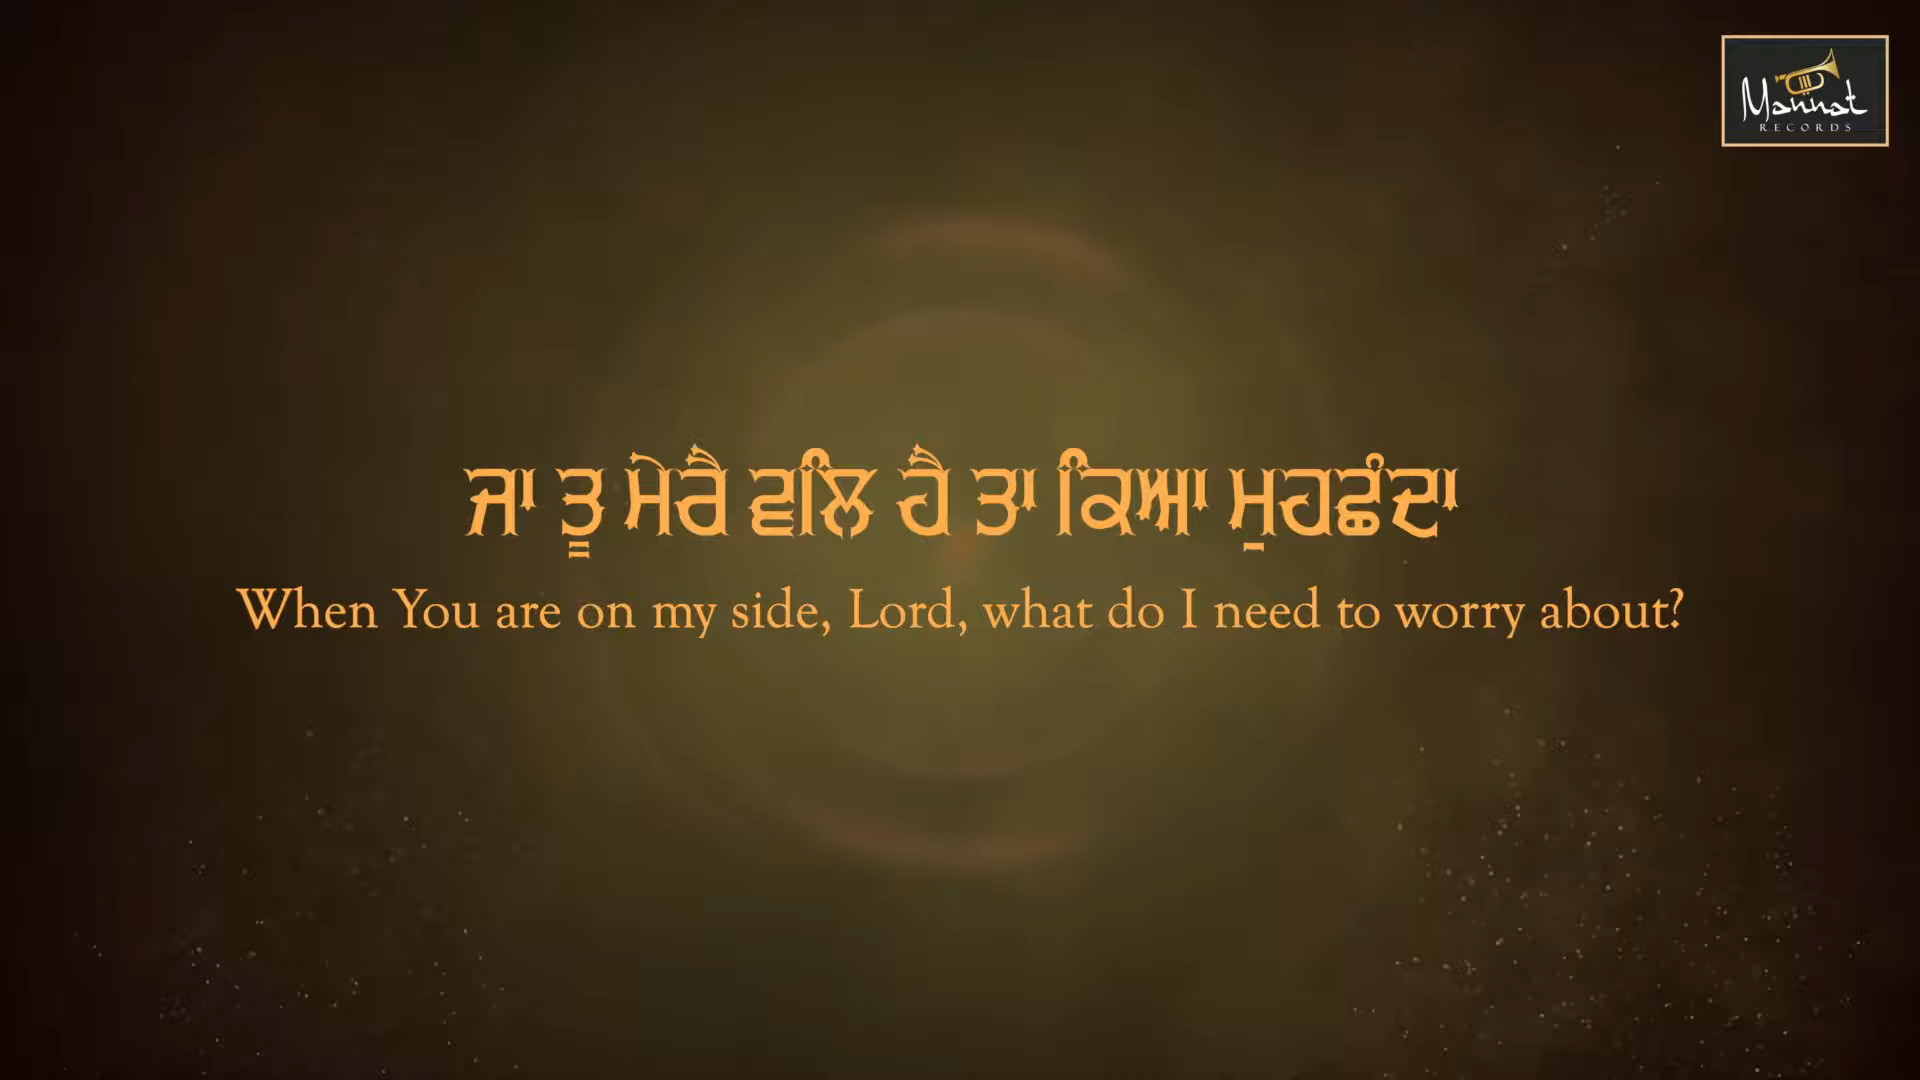 Mannat
RECORDS
ਜਾ ਤੂ ਮੇਰੈ ਵਲਿ ਹੈ ਤਾ ਕਿਆ ਮੁਹਛੰਦਾ
When You are on my side, Lord, what do I need to worry about?